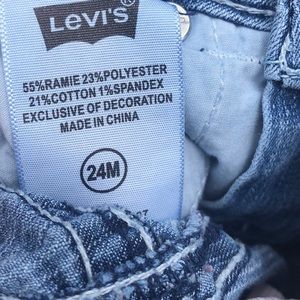 Levi's
55%RAMIE 23%POLYESTER
21%COTTON 1%SPANDEX
EXCLUSIVE OF DECORATION
MADE IN CHINA
24M